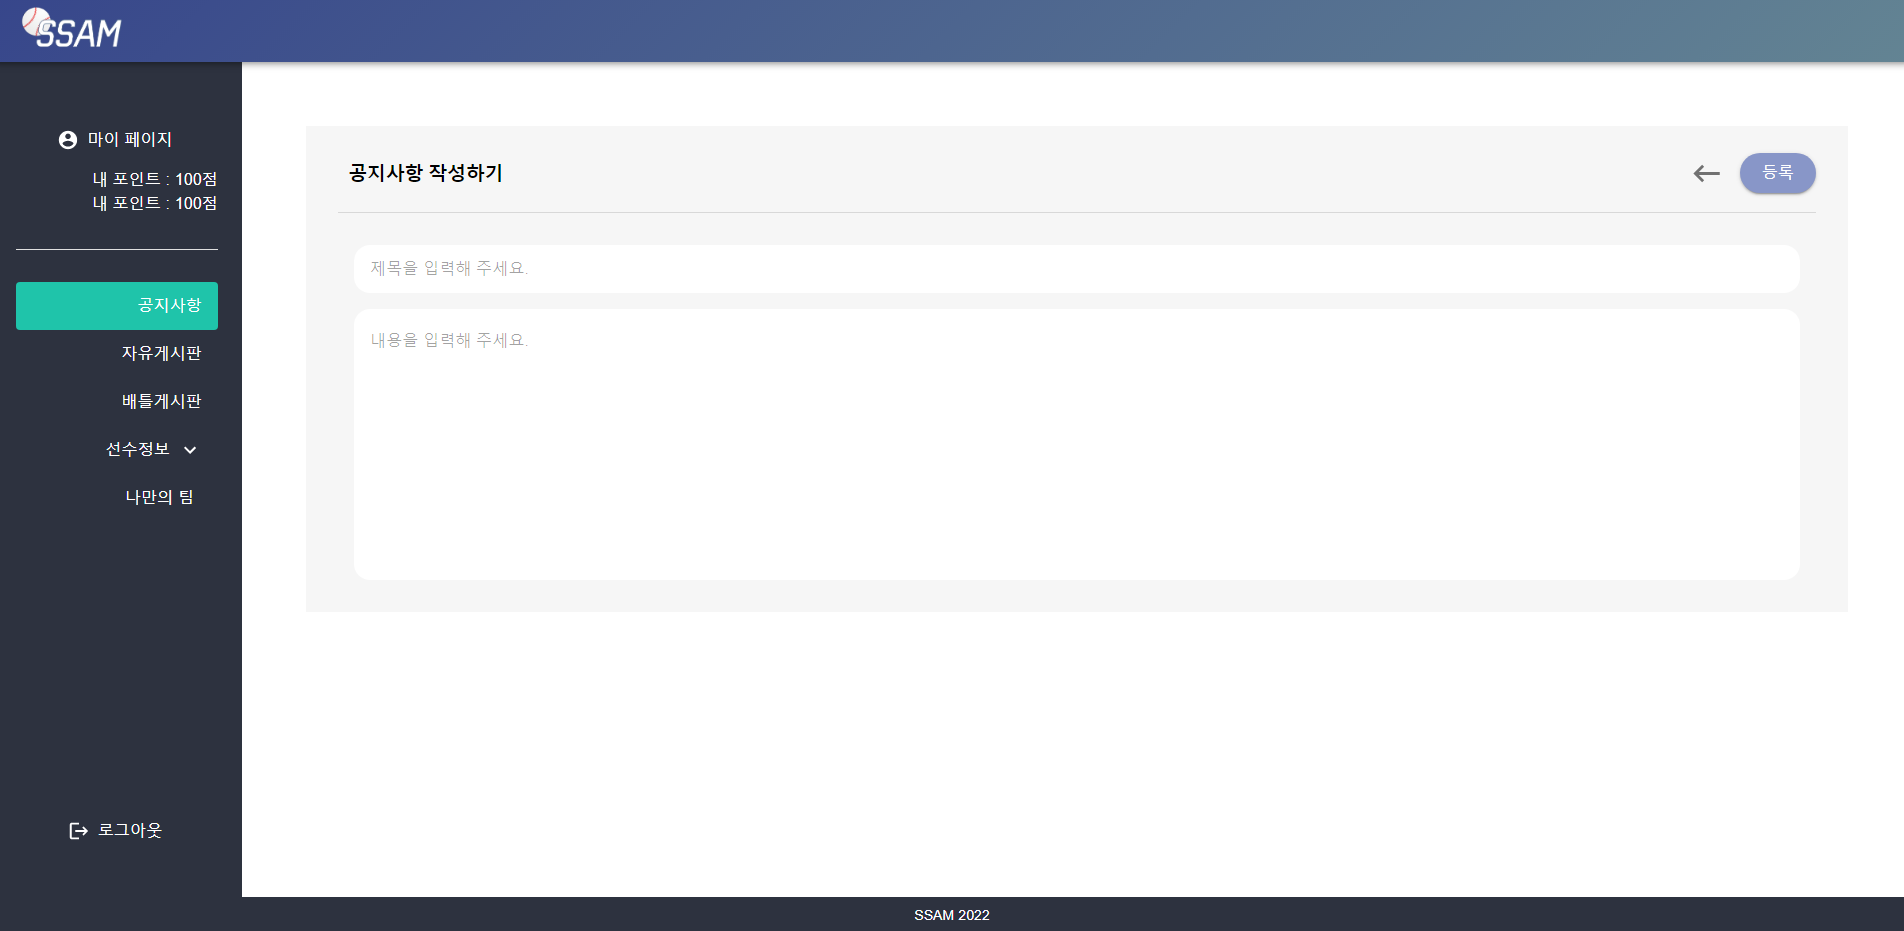 SSAM
마이 페이지
내 포인트 : 100점
내 포인트 : 100점
공지사항
자유게시판
배틀게시판
선수정보
나만의 팀
로그아웃
공지사항 작성하기
등록
제목을 입력해 주세요.
내용을 입력해 주세요.
SSAM 2022